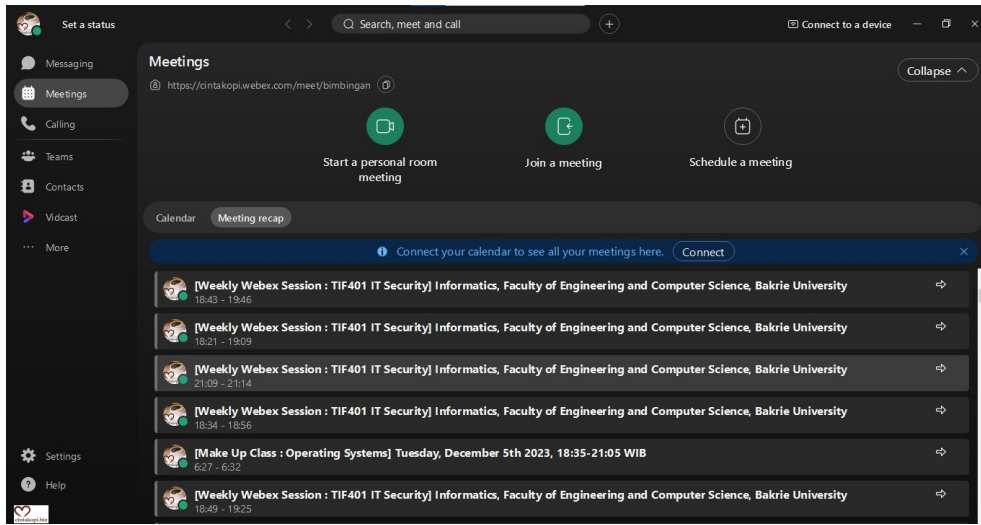 Set a status
Search, meet and call
Connect to a device
Messaging
Meetings
Calling
Teams
Contacts
Vidcast
More
Settings
Help
cintakopi.biz
Meetings
https://cintakopi.webex.com/meet/bimbingan
Collapse
Start a personal room
meeting
Join a meeting
Schedule a meeting
Calendar
Meeting recap
Connect your calendar to see all your meetings here.
Connect
[Weekly Webex Session : TIF401 IT Security] Informatics, Faculty of Engineering and Computer Science, Bakrie University
18:43 - 19:46
[Weekly Webex Session : TIF401 IT Security] Informatics, Faculty of Engineering and Computer Science, Bakrie University
18:21 - 19:09
[Weekly Webex Session : TIF401 IT Security] Informatics, Faculty of Engineering and Computer Science, Bakrie University
21:09 - 21:14
[Weekly Webex Session : TIF401 IT Security] Informatics, Faculty of Engineering and Computer Science, Bakrie University
18:34 - 18:56
[Make Up Class : Operating Systems] Tuesday, December 5th 2023, 18:35-21:05 WIB
6:27 - 6:32
[Weekly Webex Session : TIF401 IT Security] Informatics, Faculty of Engineering and Computer Science, Bakrie University
18:49 - 19:25